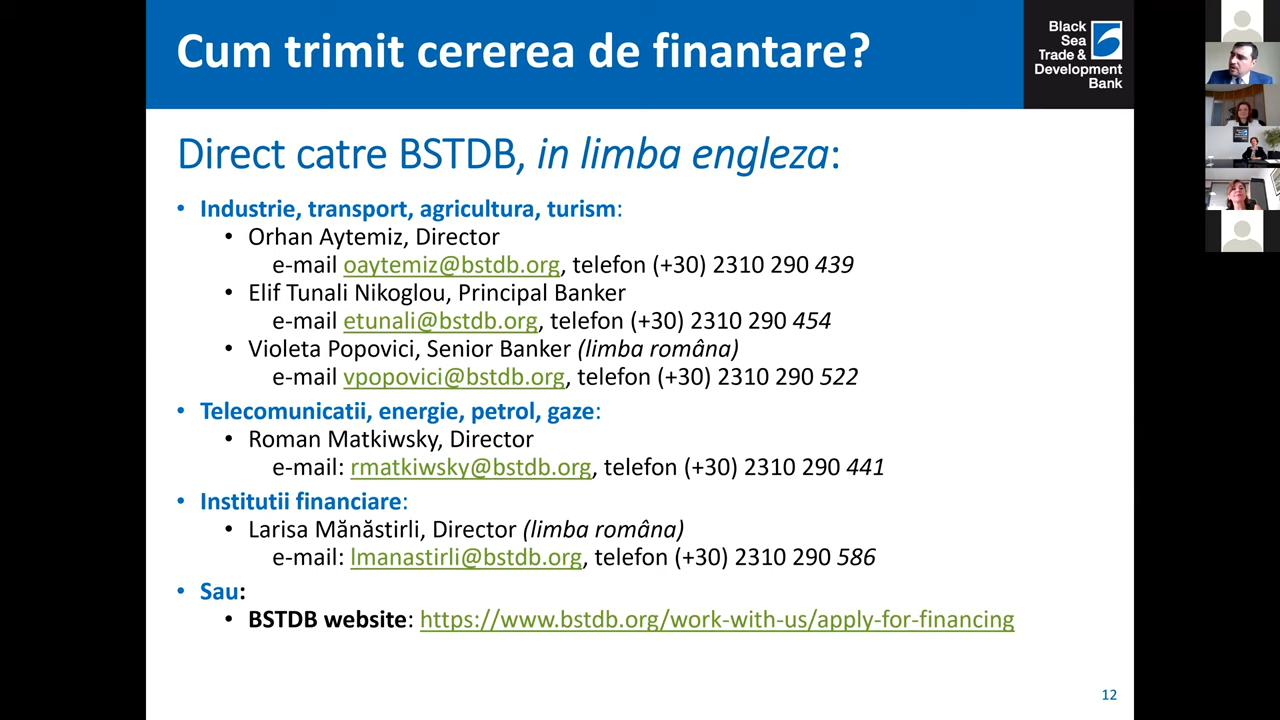 Cum trimit cererea de finantare?
Black
Sea
Trade &
Development
Bank
Direct catre BSTDB, in limba engleza:
• Industrie, transport, agricultura, turism:
• Orhan Aytemiz, Director
e-mail oaytemiz@bstdb.org, telefon (+30) 2310 290 439
• Elif Tunali Nikoglou, Principal Banker
e-mail etunali@bstdb.org, telefon (+30) 2310 290 454
• Violeta Popovici, Senior Banker (limba româna)
e-mail vpopovici@bstdb.org, telefon (+30) 2310 290 522
• Telecomunicatii, energie, petrol, gaze:
• Roman Matkiwsky, Director
e-mail: rmatkiwsky@bstdb.org, telefon (+30) 2310 290 441
• Institutii financiare:
• Larisa Mănăstirli, Director (limba româna)
e-mail: lmanastirli@bstdb.org, telefon (+30) 2310 290 586
• Sau:
• BSTDB website: https://www.bstdb.org/work-with-us/apply-for-financing
12